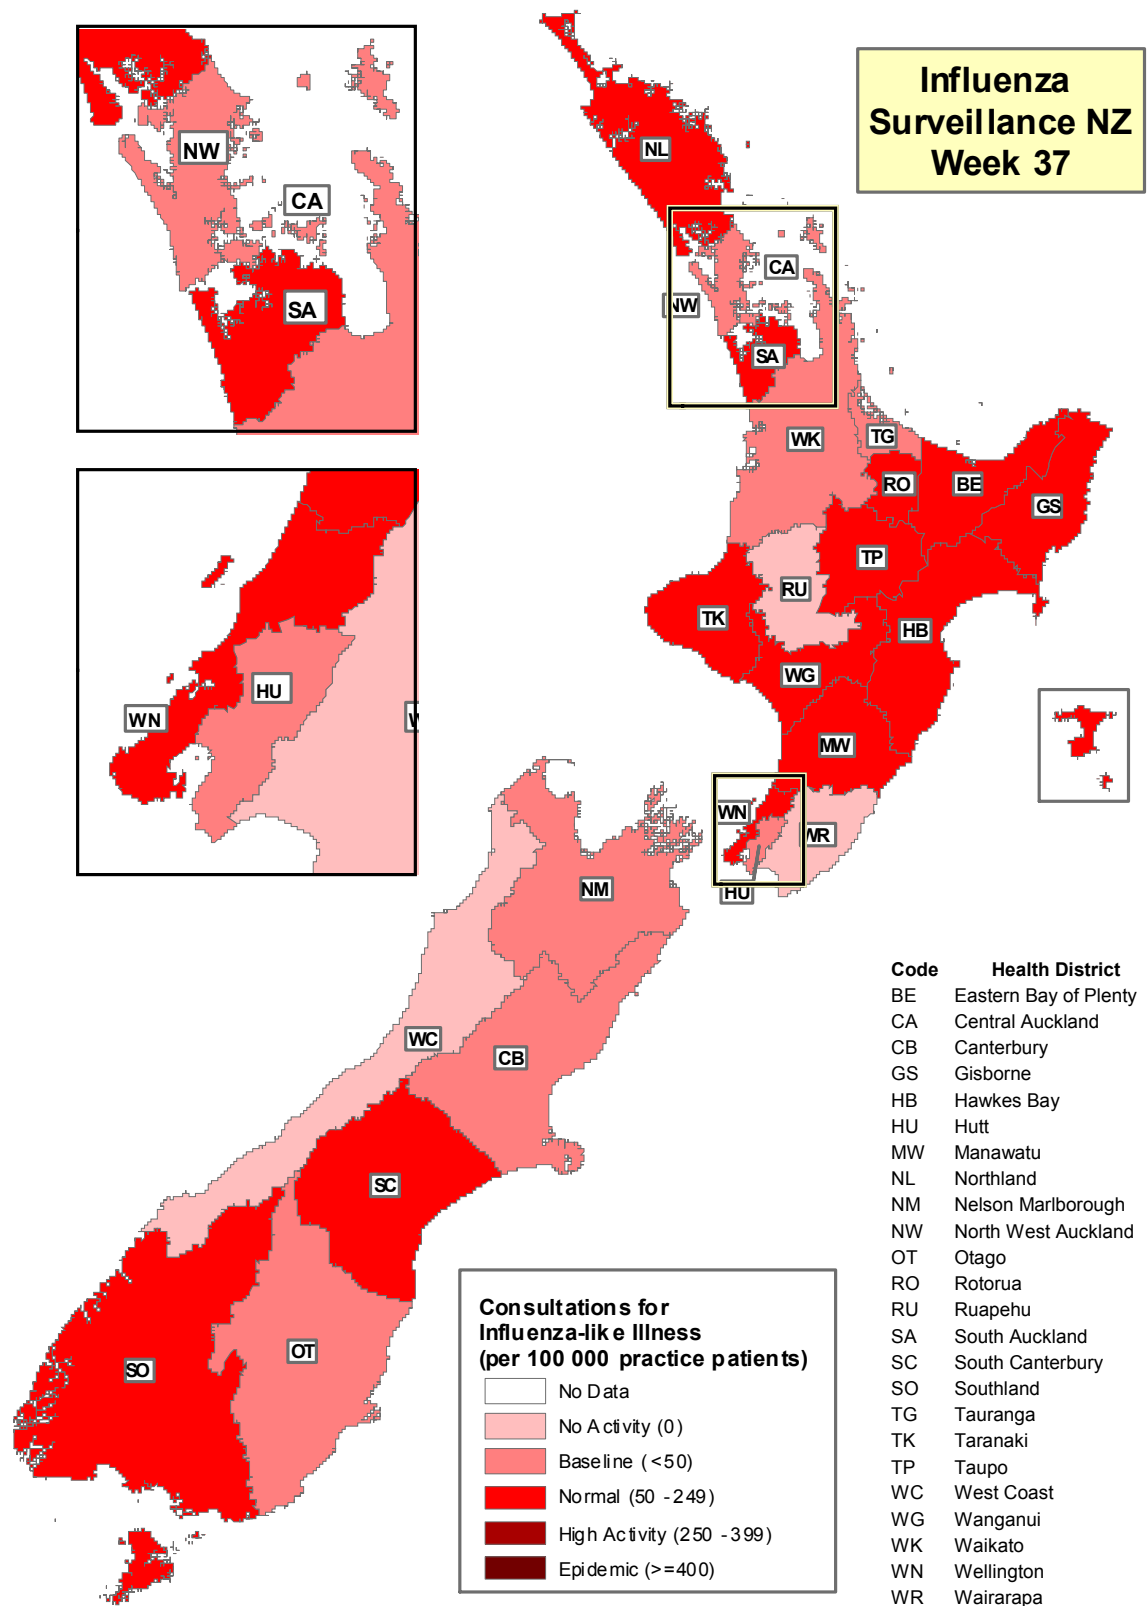 Influenza
Surveillance NZ
Week 37
NW
CA
SA
NL
CA
NW
SA
WK
TG
RO
BE
GS
TP
RU
TK
HB
WG
MW
HU
WN
W
WN
WR
HU
NM
WC
CB
SC
OT
SO
Consultations for
Influenza-like Illness
(per 100 000 practice patients)
No Data
No Activity (0)
Baseline (<50)
Normal (50 -249)
High Activity (250 -399)
Epidemic (>=400)
Code Health District
BE Eastern Bay of Plenty
CA Central Auckland
CB Canterbury
GS Gisborne
HB Hawkes Bay
HU Hutt
MW Manawatu
NL Northland
NM Nelson Marlborough
NW North West Auckland
OT Otago
RO Rotorua
RU Ruapehu
SA South Auckland
SC South Canterbury
SO Southland
TG Tauranga
TK Taranaki
TP Taupo
WC West Coast
WG Wanganui
WK Waikato
WN Wellington
WR Wairarapa